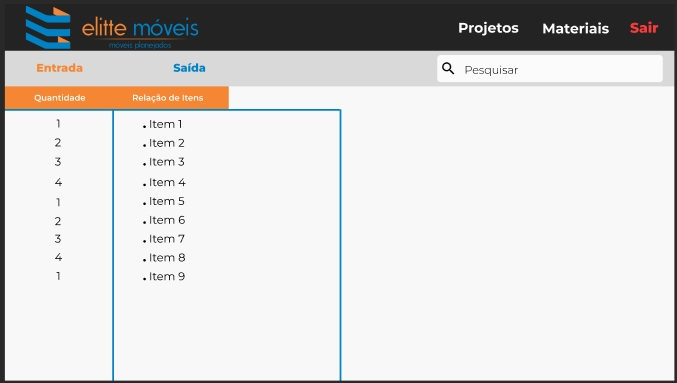 elitte móveis
móveis planejados
Projetos Materiais Sair
Entrada Saída Pesquisar
Quantidade Relação de Itens
1 . Item 1
2 . Item 2
3 . Item 3
4 . Item 4
1 . Item 5
2 . Item 6
3 . Item 7
4 . Item 8
1 . Item 9